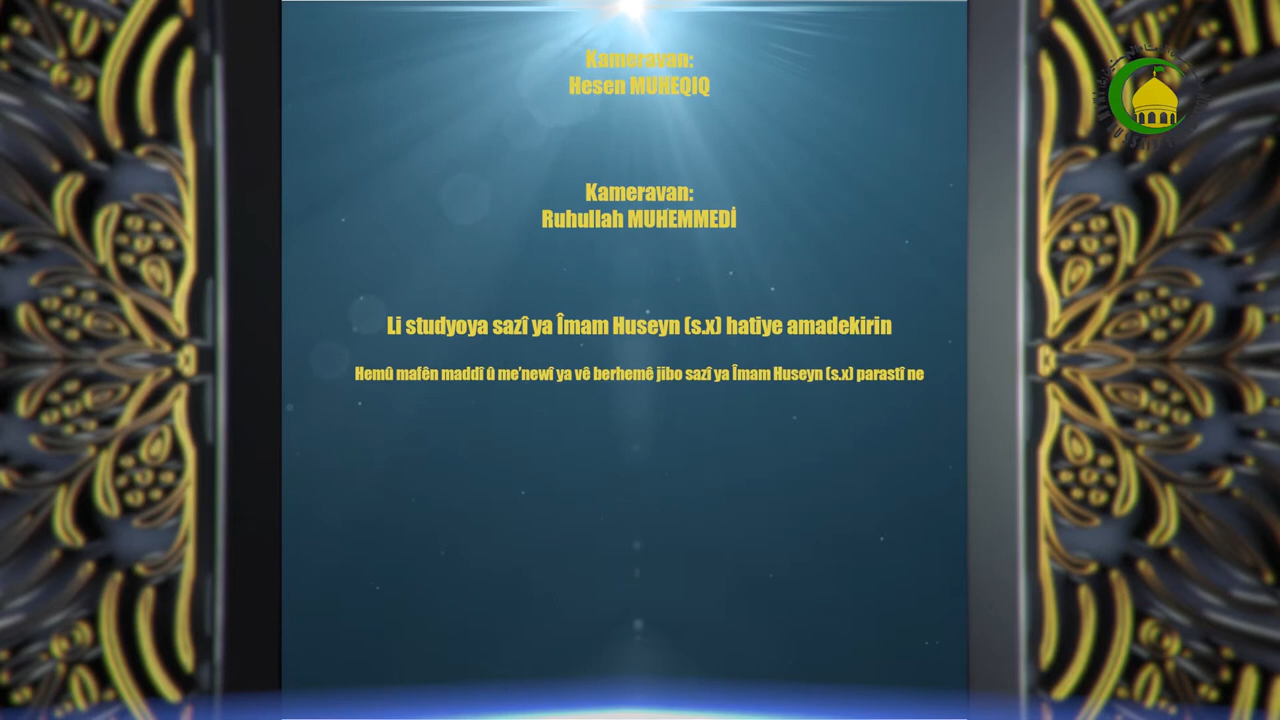 Kameravan:
Hesen MUHEQIQ
Kameravan:
Ruhullah MUHEMMEDİ
Li studyoya sazî ya Îmam Huseyn (s.x) hatiye amadekirin
Hemû mafên maddî û me'newî ya vê berhemê jibo sazî ya Îmam Huseyn (s.x) parastî ne